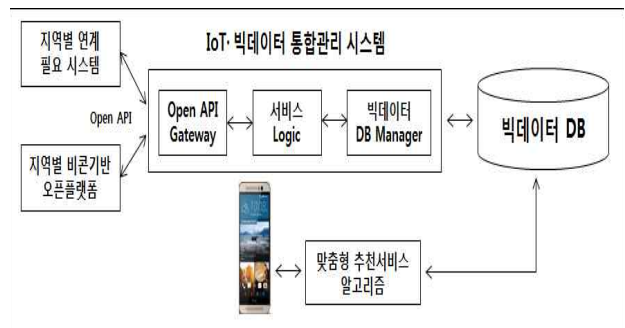 지역별 연계
필요 시스템
IoT· 빅데이터 통합관리 시스템
Open API
Open API
Gateway
서비스
Logic
빅데이터
DB Manager
빅데이터 DB
지역별 비콘기반
오픈플랫폼
맞춤형 추천서비스
알고리즘